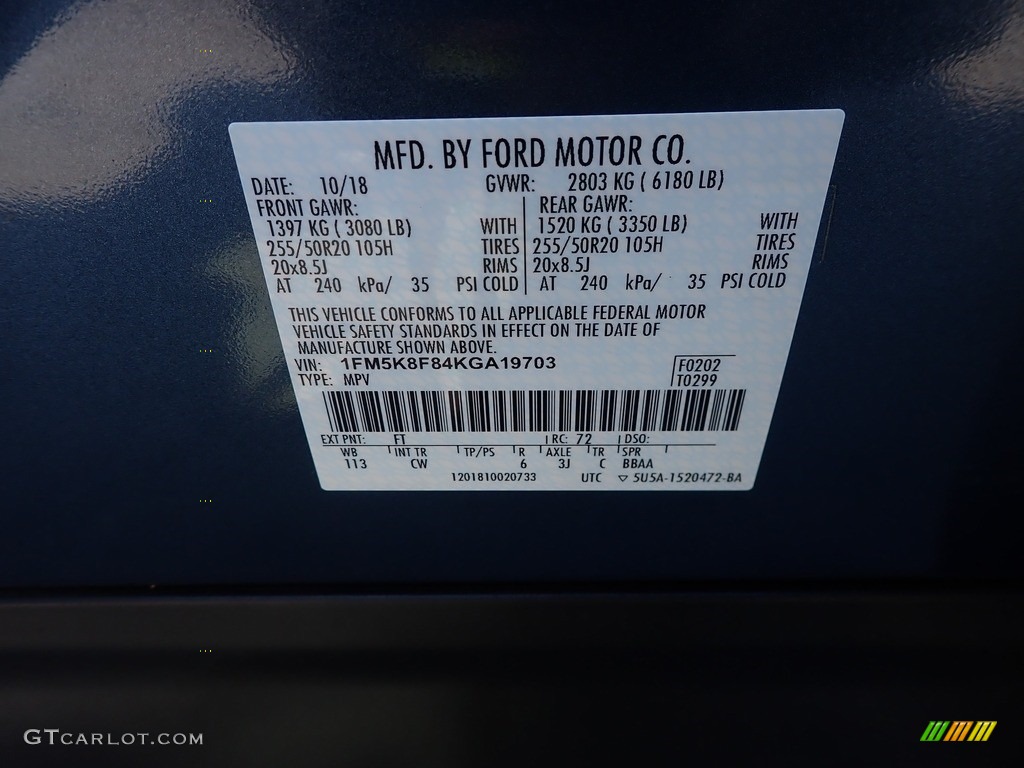 MFD. BY FORD MOTOR CO.
DATE: 10/18 GVWR: 2803 KG ( 6180 LB)
FRONT GAWR: REAR GAWR:
1397 KG ( 3080 LB) WITH 1520 KG ( 3350 LB) WITH
255/50R20 105H TIRES 255/50R20 105H TIRES
20x8.5J RIMS 20x8.5J RIMS
AT 240 kPa/ 35 PSI COLD AT 240 kPa/ 35 PSI COLD
THIS VEHICLE CONFORMS TO ALL APPLICABLE FEDERAL MOTOR
VEHICLE SAFETY STANDARDS IN EFFECT ON THE DATE OF
MANUFACTURE SHOWN ABOVE.
VIN: 1FM5K8F84KGA19703 F0202
TYPE: MPV T0299
EXT PNT: FT RC: 72 DSO:
WB INT TR TP/PS R AXLE TR SPR
113 CW 6 3J C BBAA
1201810020733 UTC ▽ 5U5A-1520472-BA
GTCARLOT.COM